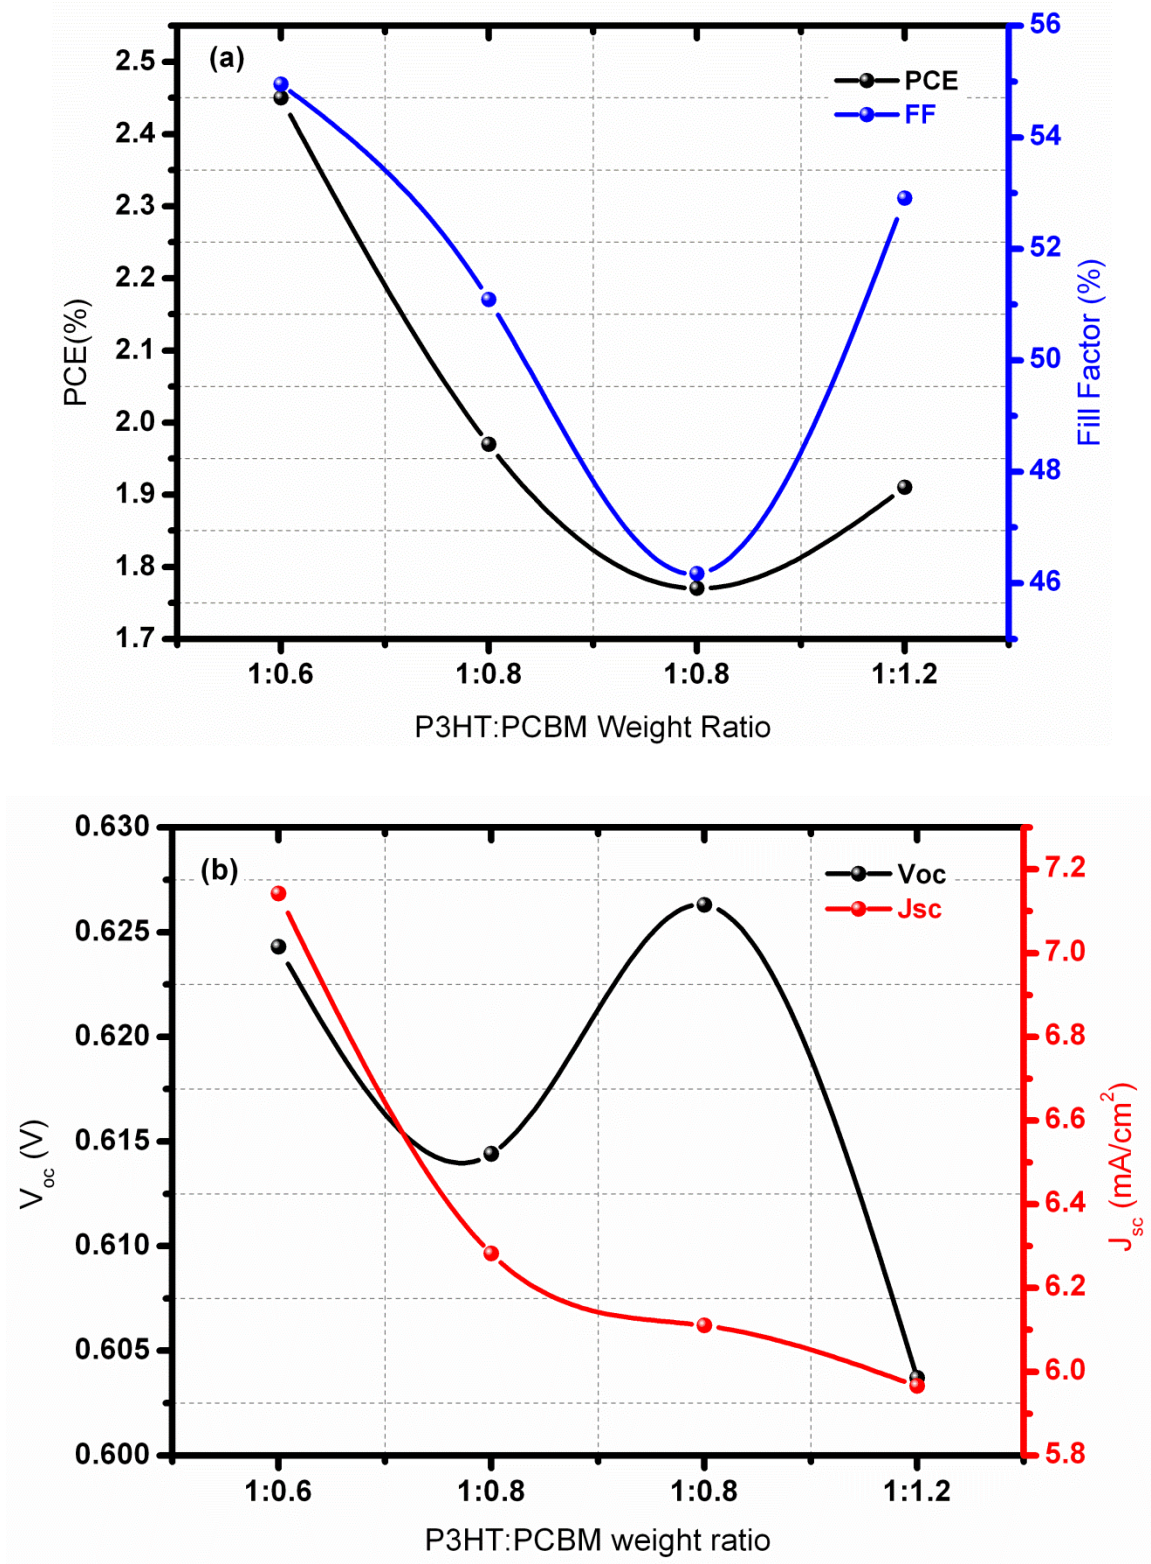 (a)
PCE
FF
2.5
2.4
2.3
2.2
2.1
2.0
1.9
1.8
1.7
PCE(%)
56
54
52
50
48
46
Fill Factor (%)
1:0.6 1:0.8 1:0.8 1:1.2
P3HT:PCBM Weight Ratio
(b)
Voc
Jsc
0.630
0.625
0.620
0.615
0.610
0.605
0.600
Voc (V)
7.2
7.0
6.8
6.6
6.4
6.2
6.0
5.8
Jsc (mA/cm²)
1:0.6 1:0.8 1:0.8 1:1.2
P3HT:PCBM weight ratio